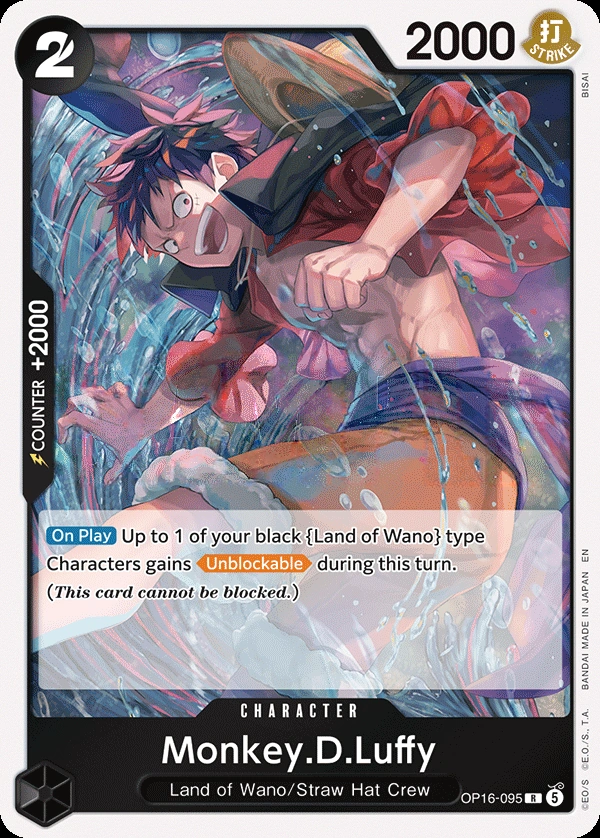 2
2000
打
STRIKE
BISAI
COUNTER +2000
On Play Up to 1 of your black {Land of Wano} type
Characters gains Unblockable during this turn.
(This card cannot be blocked.)
CHARACTER
Monkey.D.Luffy
Land of Wano/Straw Hat Crew
OP16-095 R 5
©E.O/S ©E.O./S., T.A. BANDAI MADE IN JAPAN EN